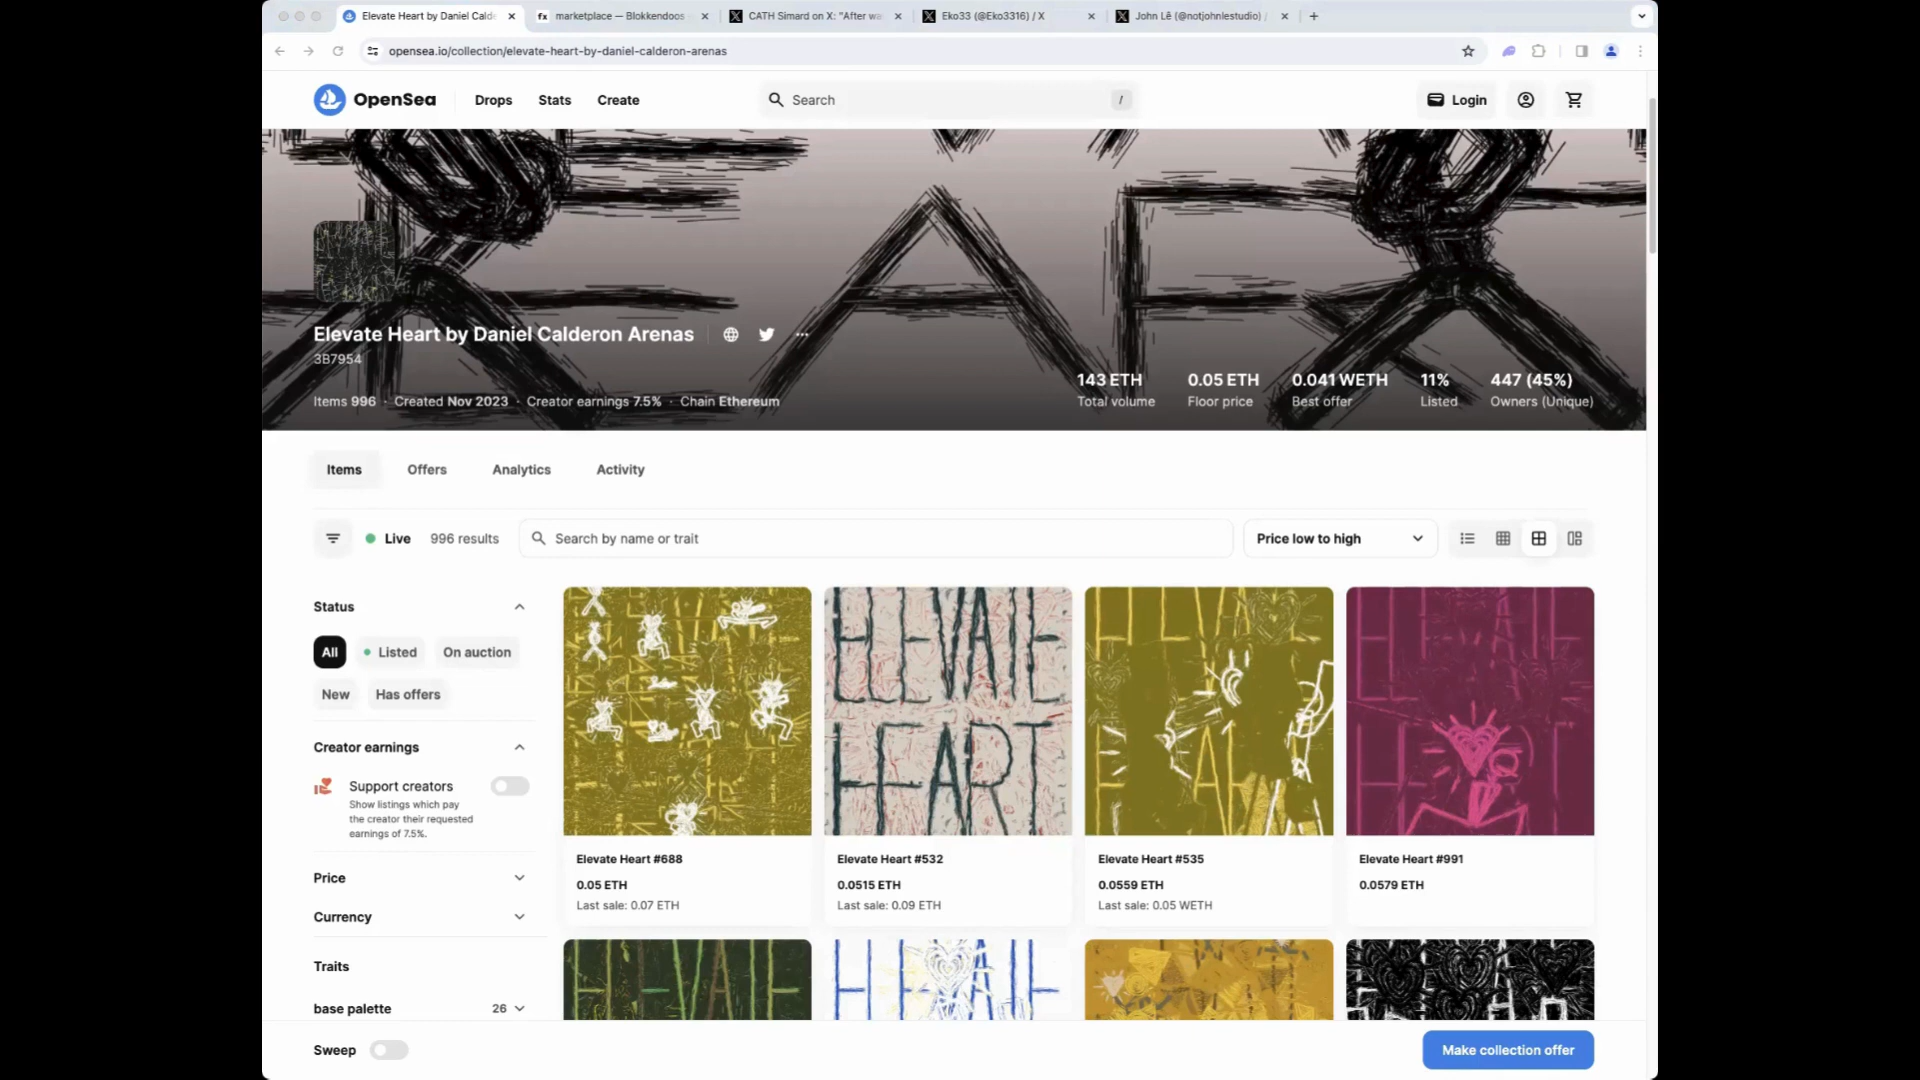 Elevate Heart by Daniel Calde
marketplace — Blokkendoos
CATH Simard on X: "After wa
Eko33 (@Eko3316) / X
John Lê (@notjohnlestudio) /
opensea.io/collection/elevate-heart-by-daniel-calderon-arenas
OpenSea
Drops
Stats
Create
Search
/
Login
Elevate Heart by Daniel Calderon Arenas
3B7954
Items 996 · Created Nov 2023 · Creator earnings 7.5% · Chain Ethereum
143 ETH
Total volume
0.05 ETH
Floor price
0.041 WETH
Best offer
11%
Listed
447 (45%)
Owners (Unique)
Items
Offers
Analytics
Activity
Live
996 results
Search by name or trait
Price low to high
Status
All
Listed
On auction
New
Has offers
Creator earnings
Support creators
Show listings which pay
the creator their requested
earnings of 7.5%.
Price
Currency
Traits
base palette
26
ELEVATE
HEART
Elevate Heart #688
0.05 ETH
Last sale: 0.07 ETH
Elevate Heart #532
0.0515 ETH
Last sale: 0.09 ETH
Elevate Heart #535
0.0559 ETH
Last sale: 0.05 WETH
Elevate Heart #991
0.0579 ETH
Sweep
Make collection offer